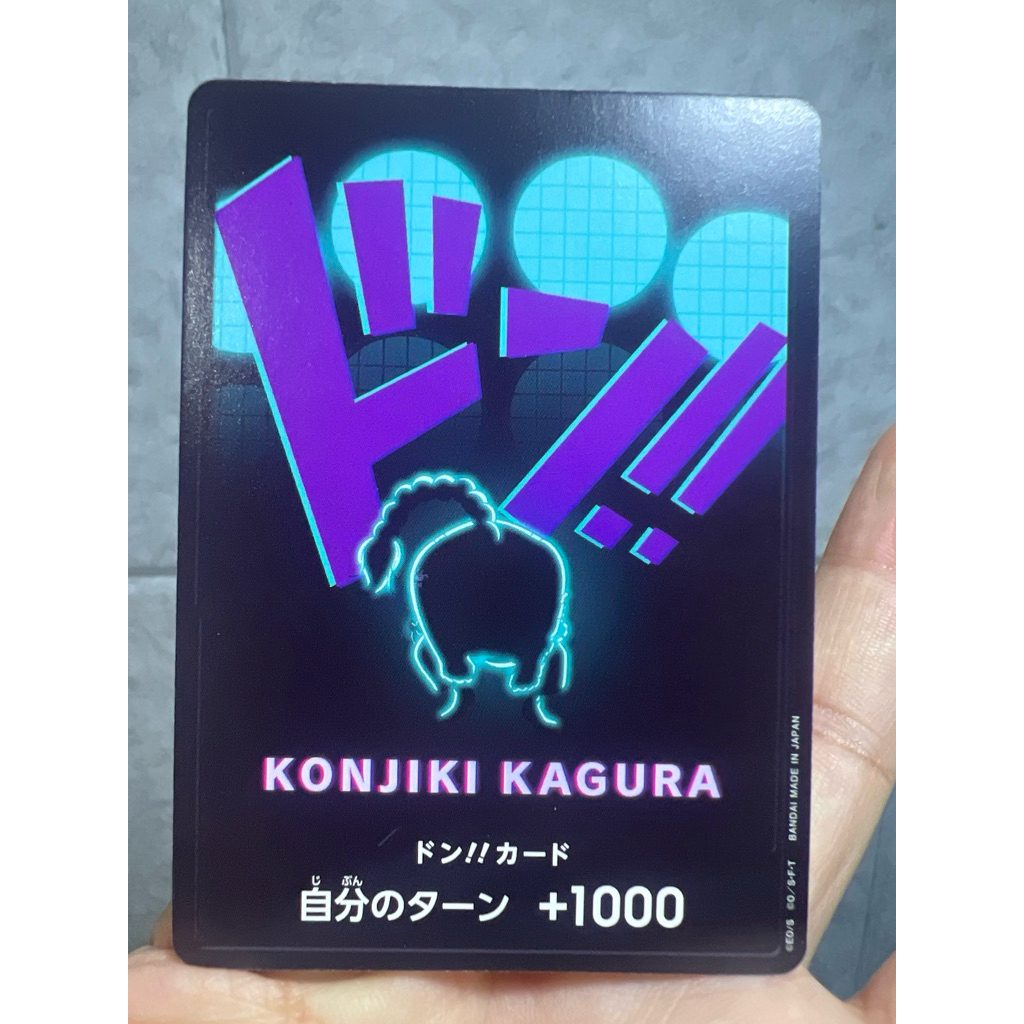 ドン!!
KONJIKI KAGURA
ドン!!カード
じ ぶん
自分のターン +1000
©EO/S ©O/S・F・T BANDAI MADE IN JAPAN